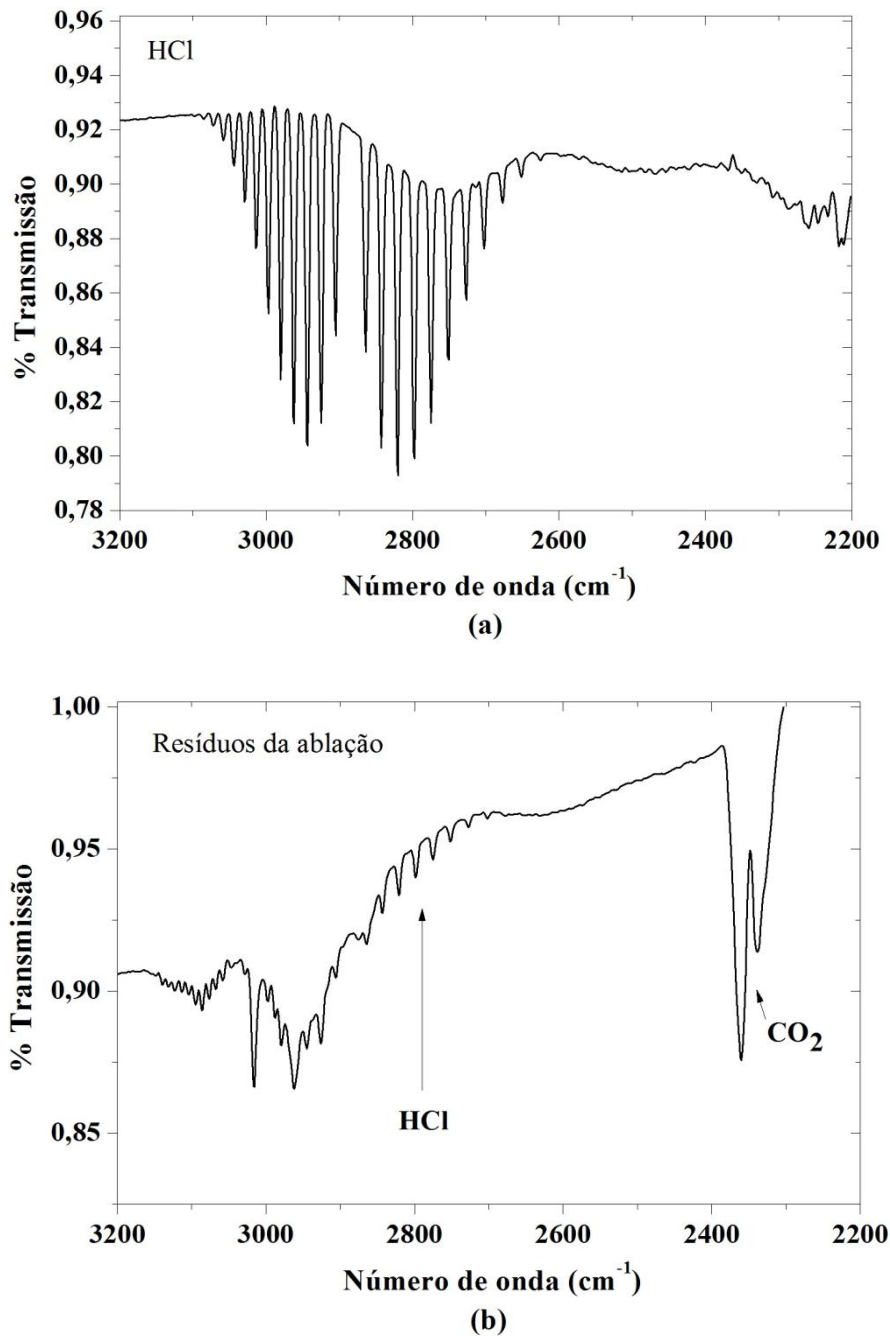 0,96
HCl
0,94
0,92
0,90
0,88
0,86
0,84
0,82
0,80
0,78
% Transmissão
3200 3000 2800 2600 2400 2200
Número de onda (cm⁻¹)
(a)
1,00
Resíduos da ablação
0,95
0,90
0,85
% Transmissão
CO₂
HCl
3200 3000 2800 2600 2400 2200
Número de onda (cm⁻¹)
(b)